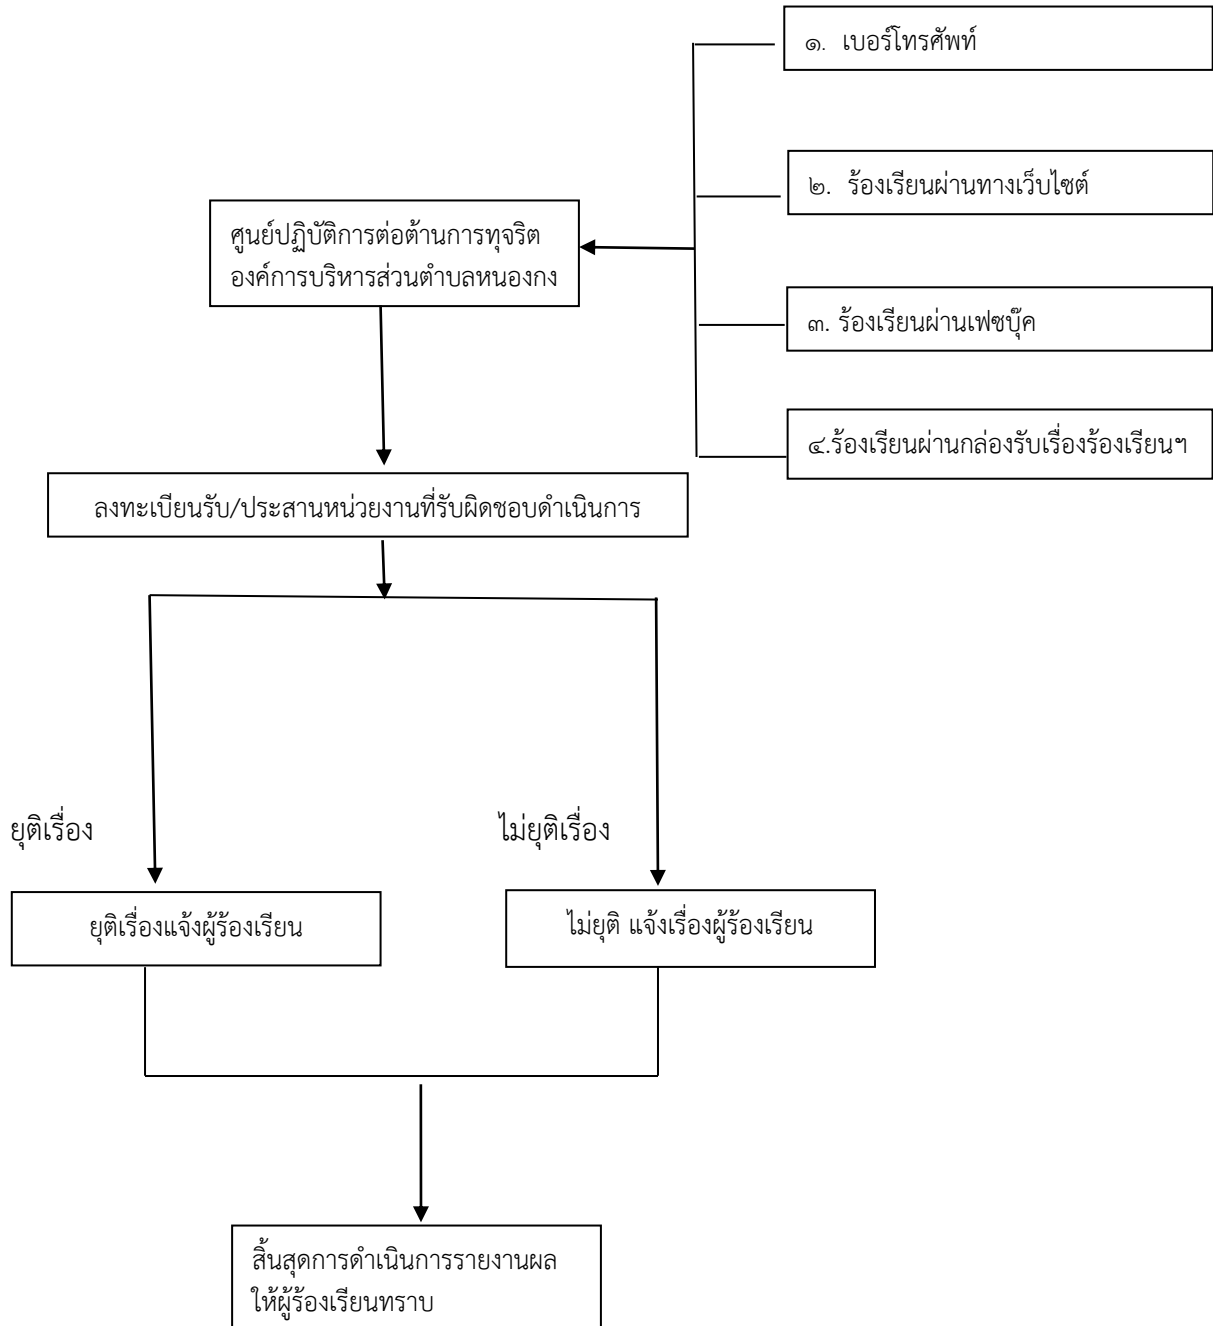 ๑. เบอร์โทรศัพท์
๒. ร้องเรียนผ่านทางเว็บไซต์
ศูนย์ปฏิบัติการต่อต้านการทุจริต
องค์การบริหารส่วนตำบลหนองกง
๓. ร้องเรียนผ่านเฟซบุ๊ค
๔.ร้องเรียนผ่านกล่องรับเรื่องร้องเรียนฯ
ลงทะเบียนรับ/ประสานหน่วยงานที่รับผิดชอบดำเนินการ
ยุติเรื่อง
ไม่ยุติเรื่อง
ยุติเรื่องแจ้งผู้ร้องเรียน
ไม่ยุติ แจ้งเรื่องผู้ร้องเรียน
สิ้นสุดการดำเนินการรายงานผล
ให้ผู้ร้องเรียนทราบ